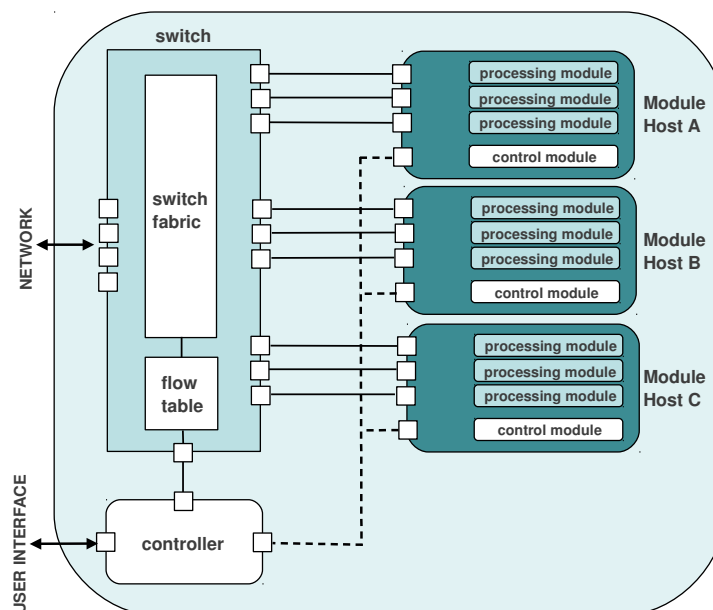 switch
switch
fabric
flow
table
controller
NETWORK
USER INTERFACE
processing module
processing module
processing module
control module
Module
Host A
processing module
processing module
processing module
control module
Module
Host B
processing module
processing module
processing module
control module
Module
Host C